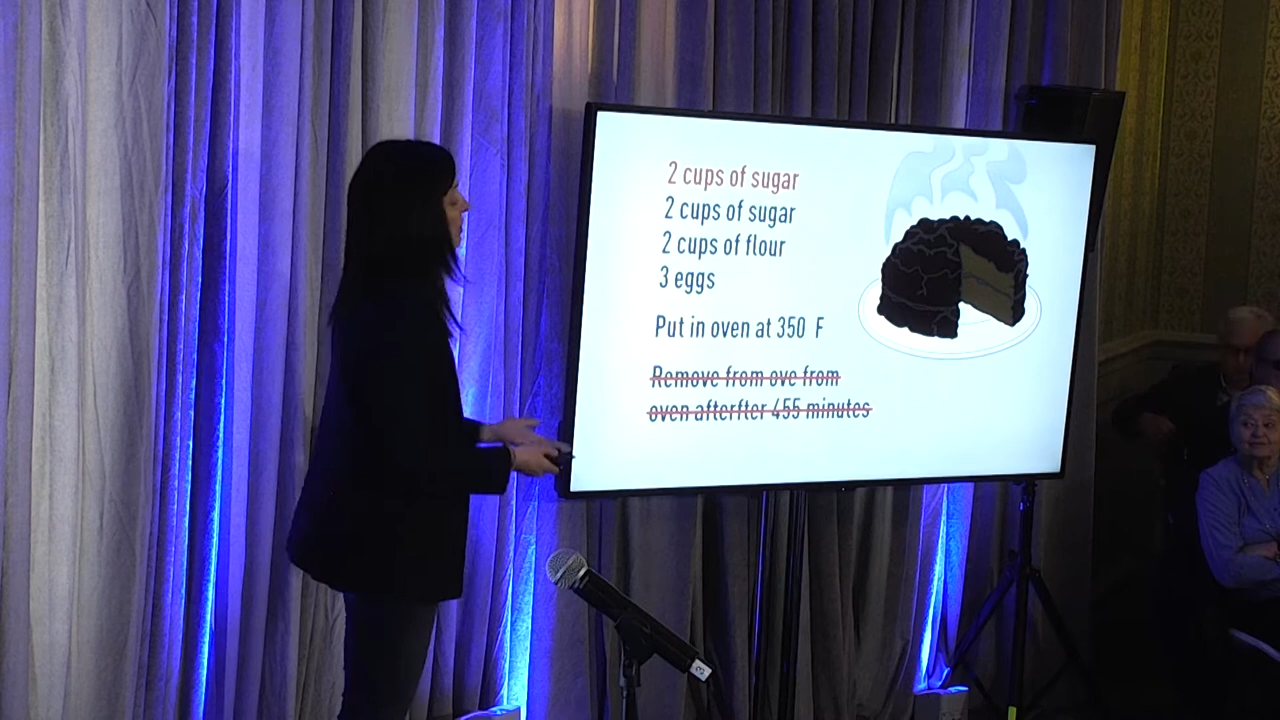 2 cups of sugar
2 cups of sugar
2 cups of flour
3 eggs
Put in oven at 350 F
Remove from ove from
oven afterfter 455 minutes
3